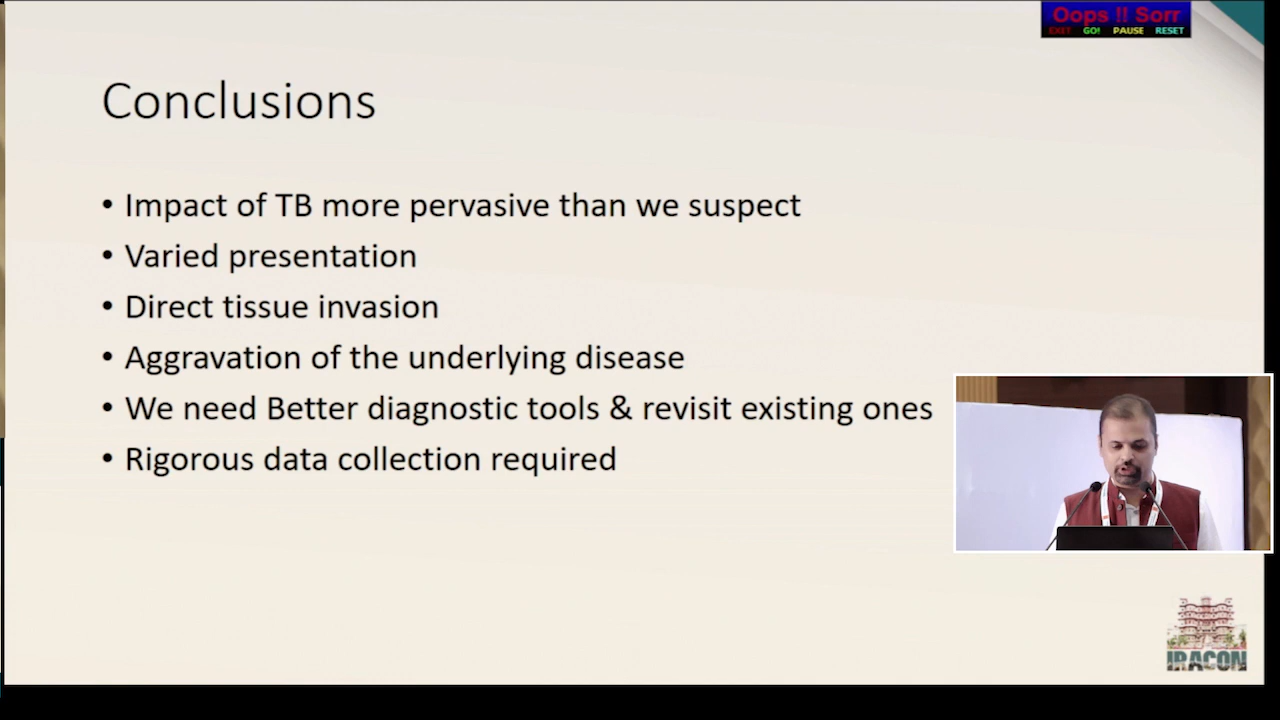 Oops !! Sorr
EXIT GO! PAUSE RESET
Conclusions
• Impact of TB more pervasive than we suspect
• Varied presentation
• Direct tissue invasion
• Aggravation of the underlying disease
• We need Better diagnostic tools & revisit existing ones
• Rigorous data collection required
IRACON